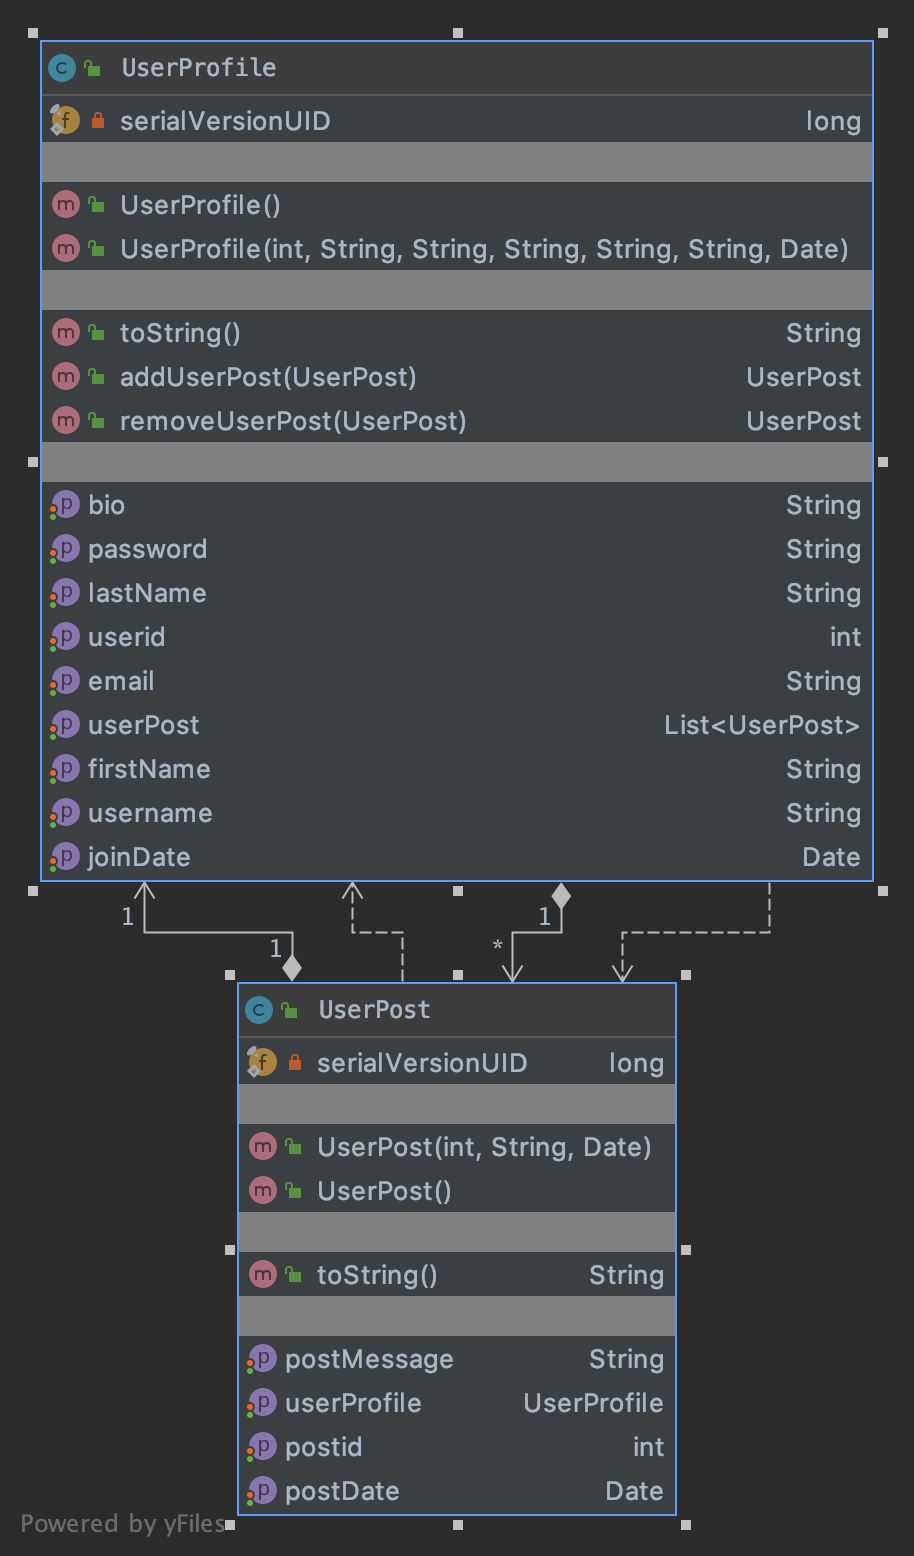 UserProfile
serialVersionUID long
UserProfile()
UserProfile(int, String, String, String, String, String, Date)
toString() String
addUserPost(UserPost) UserPost
removeUserPost(UserPost) UserPost
bio String
password String
lastName String
userid int
email String
userPost List<UserPost>
firstName String
username String
joinDate Date
1 1
1 *
UserPost
serialVersionUID long
UserPost(int, String, Date)
UserPost()
toString() String
postMessage String
userProfile UserProfile
postid int
postDate Date
Powered by yFiles